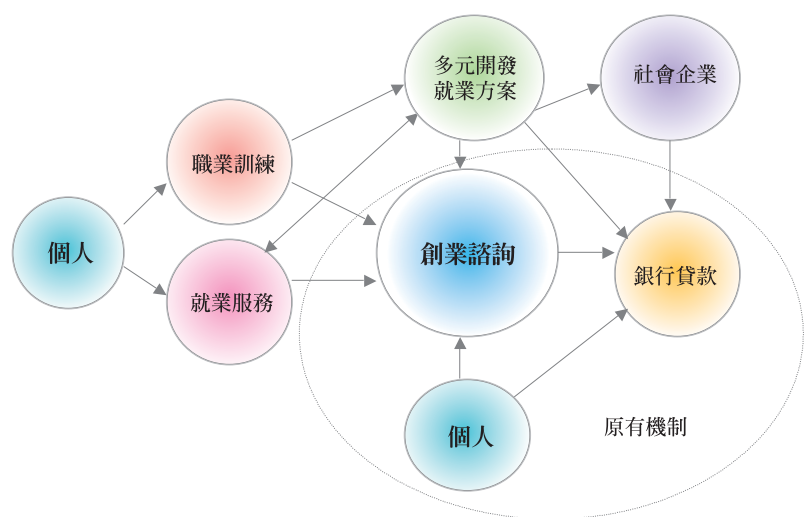 多元開發
就業方案
社會企業
職業訓練
個人
創業諮詢
銀行貸款
就業服務
個人
原有機制